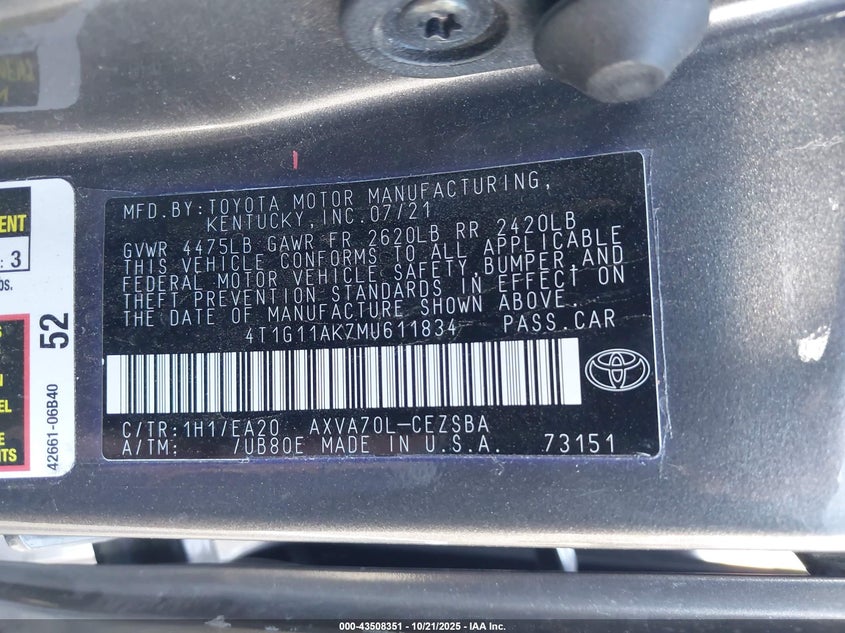 MFD.BY:TOYOTA MOTOR MANUFACTURING,
KENTUCKY, INC.07/21
GVWR 4475LB GAWR FR 2620LB RR 2420LB
THIS VEHICLE CONFORMS TO ALL APPLICABLE
FEDERAL MOTOR VEHICLE SAFETY,BUMPER,AND
THEFT PREVENTION STANDARDS IN EFFECT ON
THE DATE OF MANUFACTURE SHOWN ABOVE.
4T1G11AK7MU611834 PASS.CAR
C/TR:1H1/EA20 AXVA70L-CEZSBA
A/TM: /UB80E MADE IN U.S.A. 73151
: 3
bs.
52
42661-06B40
000-43508351 - 10/21/2025 - IAA Inc.